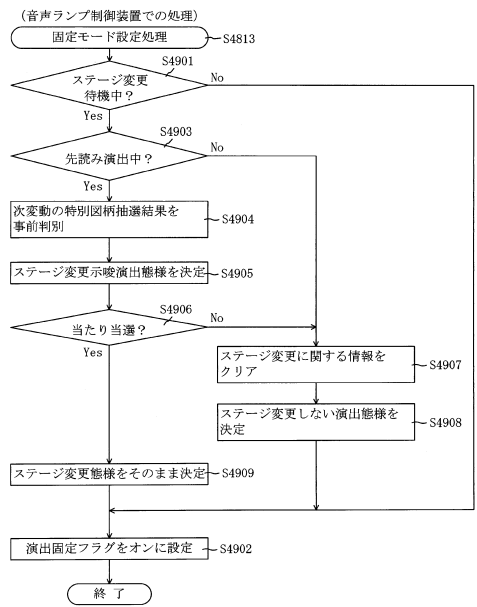 (音声ランプ制御装置での処理)
固定モード設定処理
S4813
S4901
ステージ変更
待機中?
No
Yes
S4903
先読み演出中?
No
Yes
次変動の特別図柄抽選結果を
事前判別
S4904
ステージ変更示唆演出態様を決定
S4905
S4906
当たり当選?
No
Yes
ステージ変更に関する情報を
クリア
S4907
ステージ変更しない演出態様を
決定
S4908
ステージ変更態様をそのまま決定
S4909
演出固定フラグをオンに設定
S4902
終了